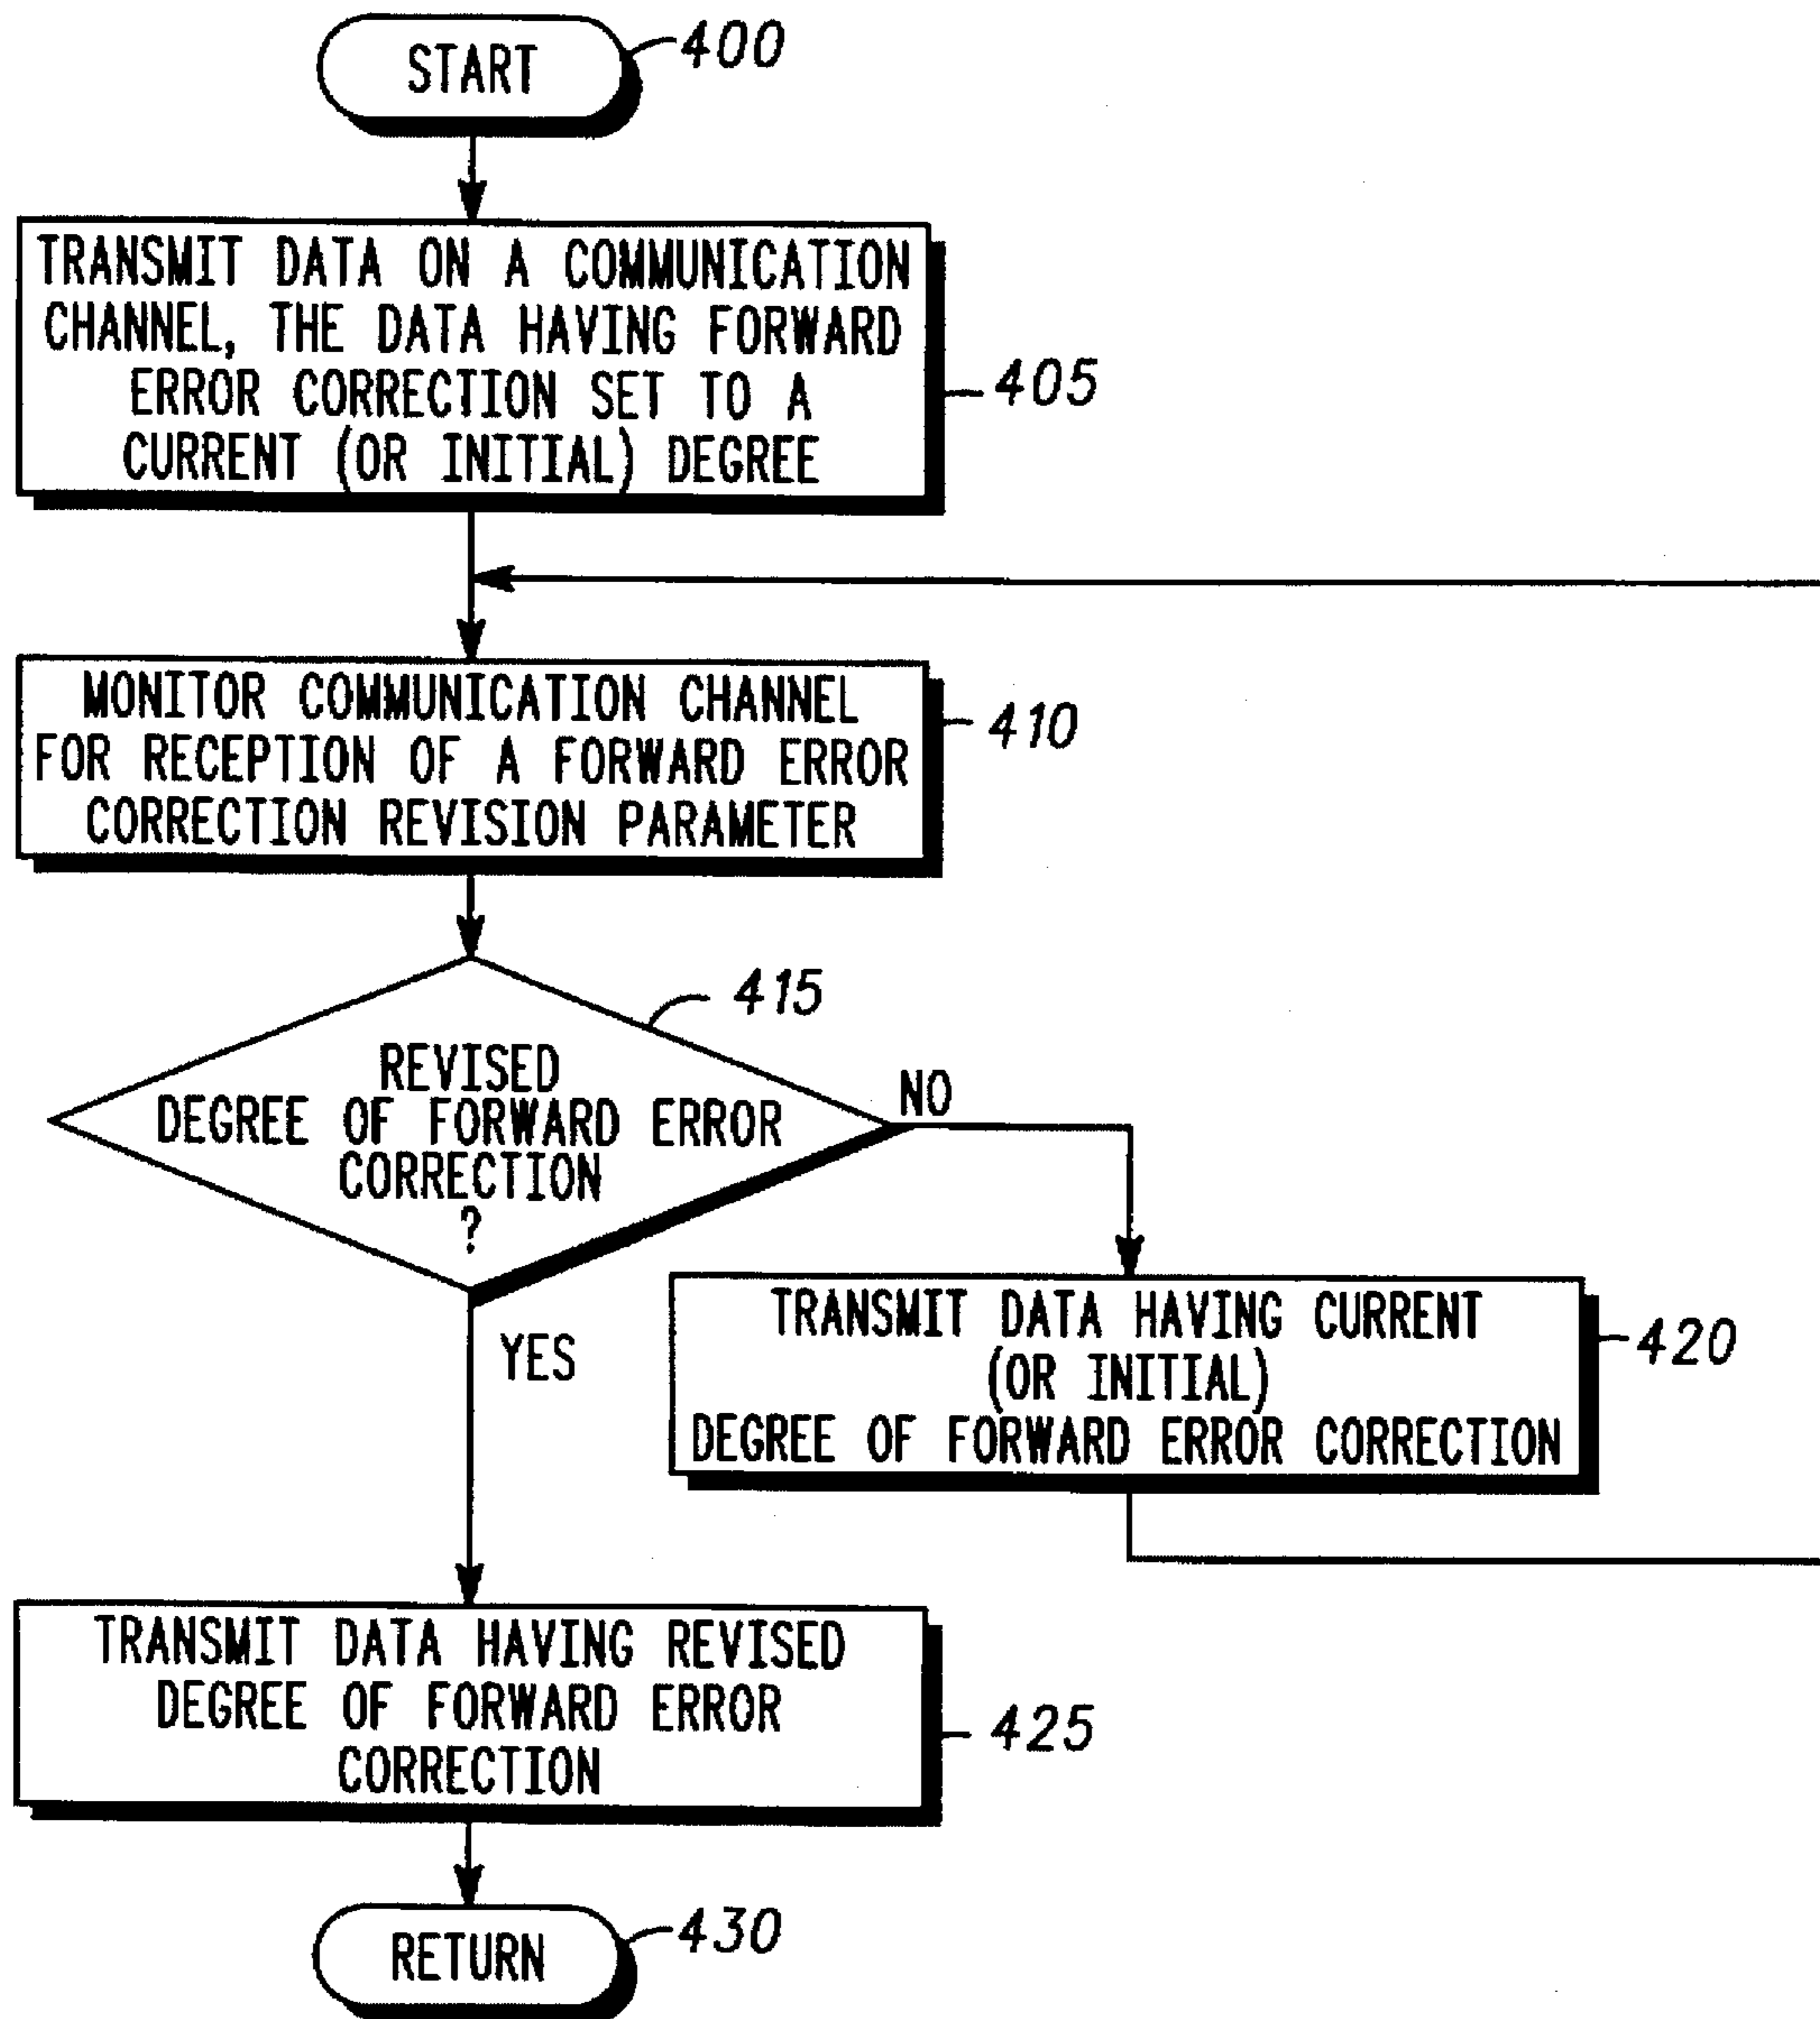 START
400
TRANSMIT DATA ON A COMMUNICATION
CHANNEL, THE DATA HAVING FORWARD
ERROR CORRECTION SET TO A
CURRENT (OR INITIAL) DEGREE
405
MONITOR COMMUNICATION CHANNEL
FOR RECEPTION OF A FORWARD ERROR
CORRECTION REVISION PARAMETER
410
415
REVISED
DEGREE OF FORWARD ERROR
CORRECTION
?
NO
YES
TRANSMIT DATA HAVING CURRENT
(OR INITIAL)
DEGREE OF FORWARD ERROR CORRECTION
420
TRANSMIT DATA HAVING REVISED
DEGREE OF FORWARD ERROR
CORRECTION
425
RETURN
430